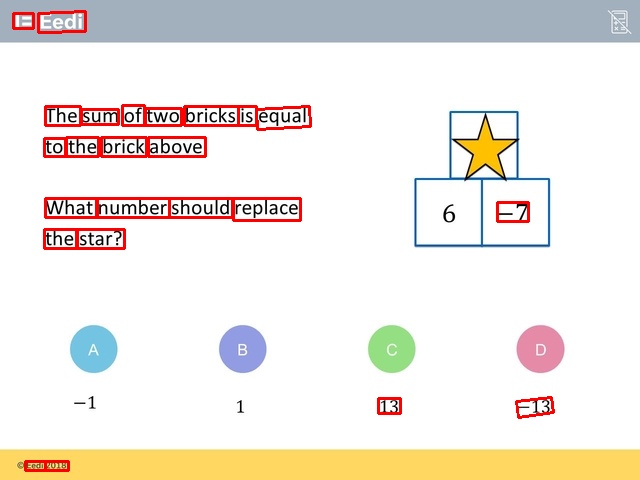 Eedi
The sum of two bricks is equal
to the brick above
What number should replace
the star?
6 −7
A B C D
−1 1 13 −13
© Eedi 2018